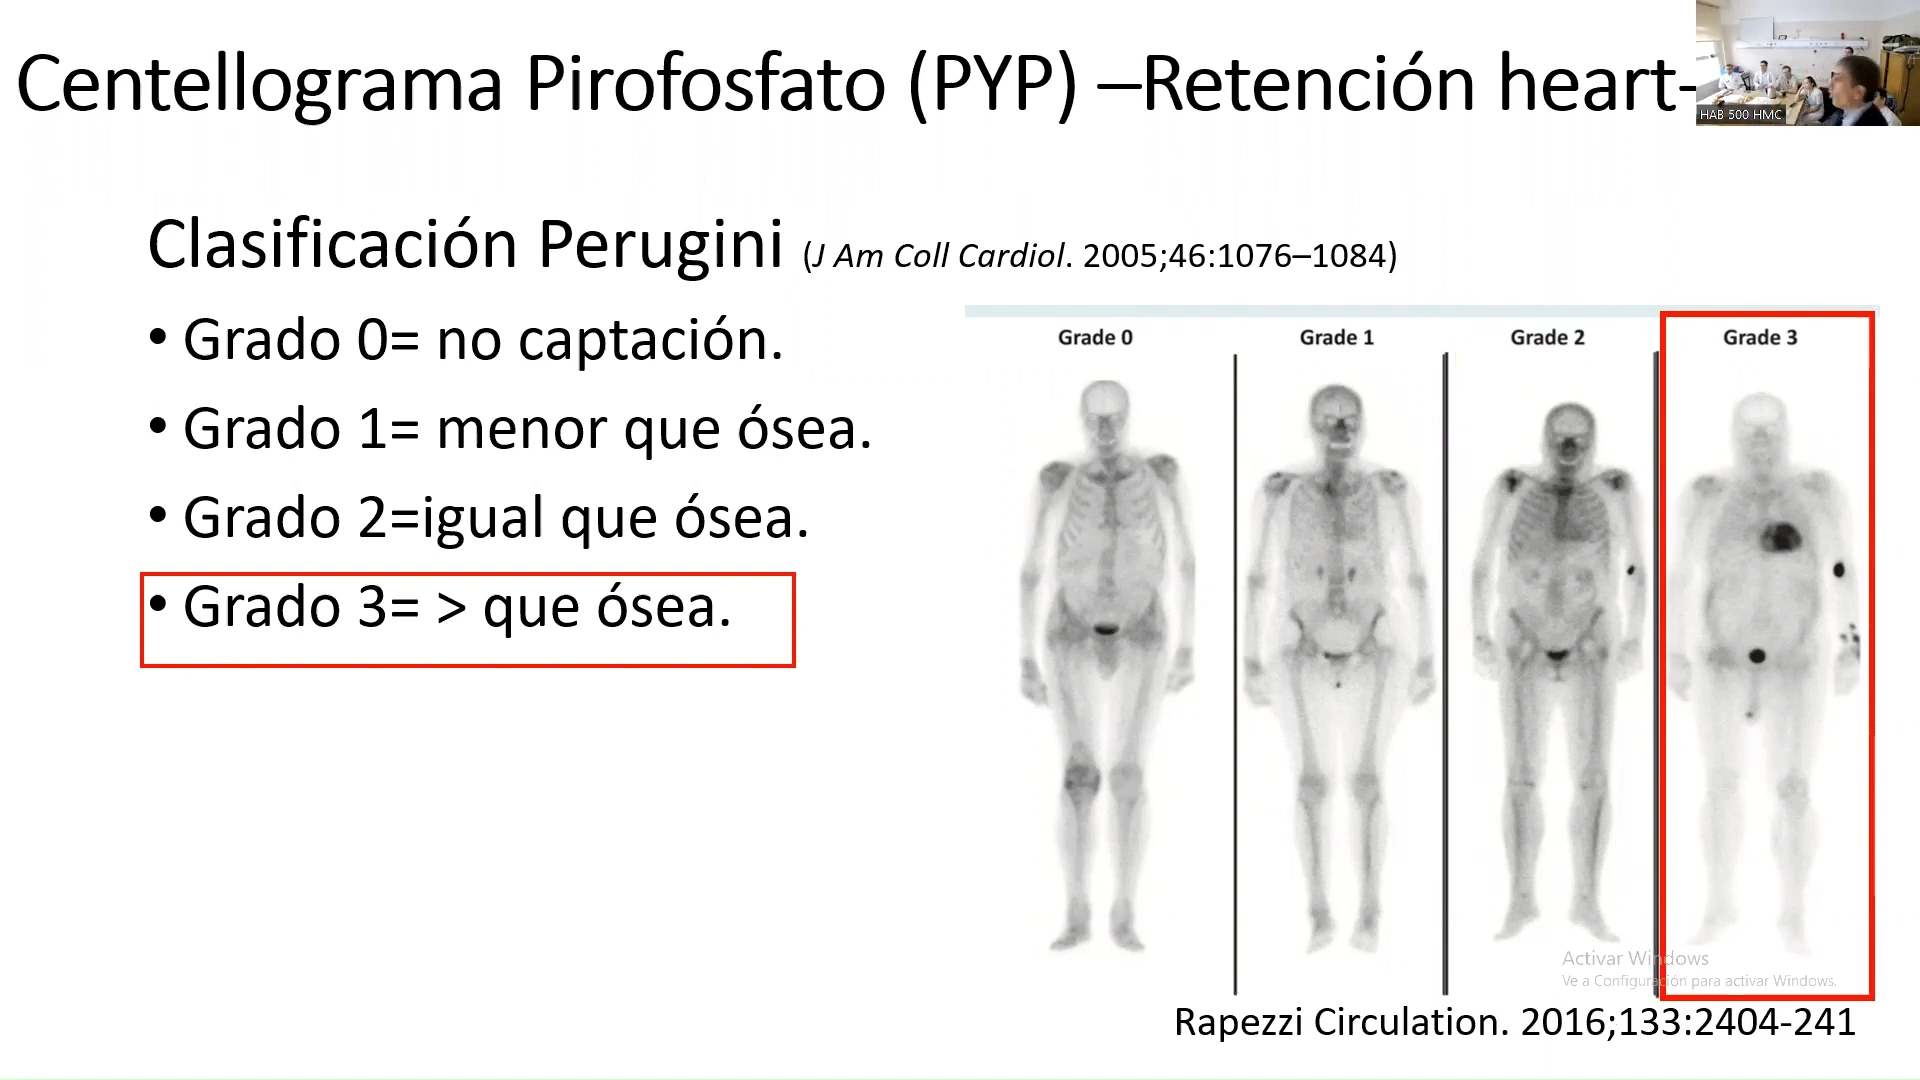 Centellograma Pirofosfato (PYP) –Retención heart-
HAB 500 HMC
Clasificación Perugini (J Am Coll Cardiol. 2005;46:1076–1084)
• Grado 0= no captación.
• Grado 1= menor que ósea.
• Grado 2=igual que ósea.
• Grado 3= > que ósea.
Grade 0 Grade 1 Grade 2 Grade 3
Activar Windows
Ve a Configuración para activar Windows.
Rapezzi Circulation. 2016;133:2404-241